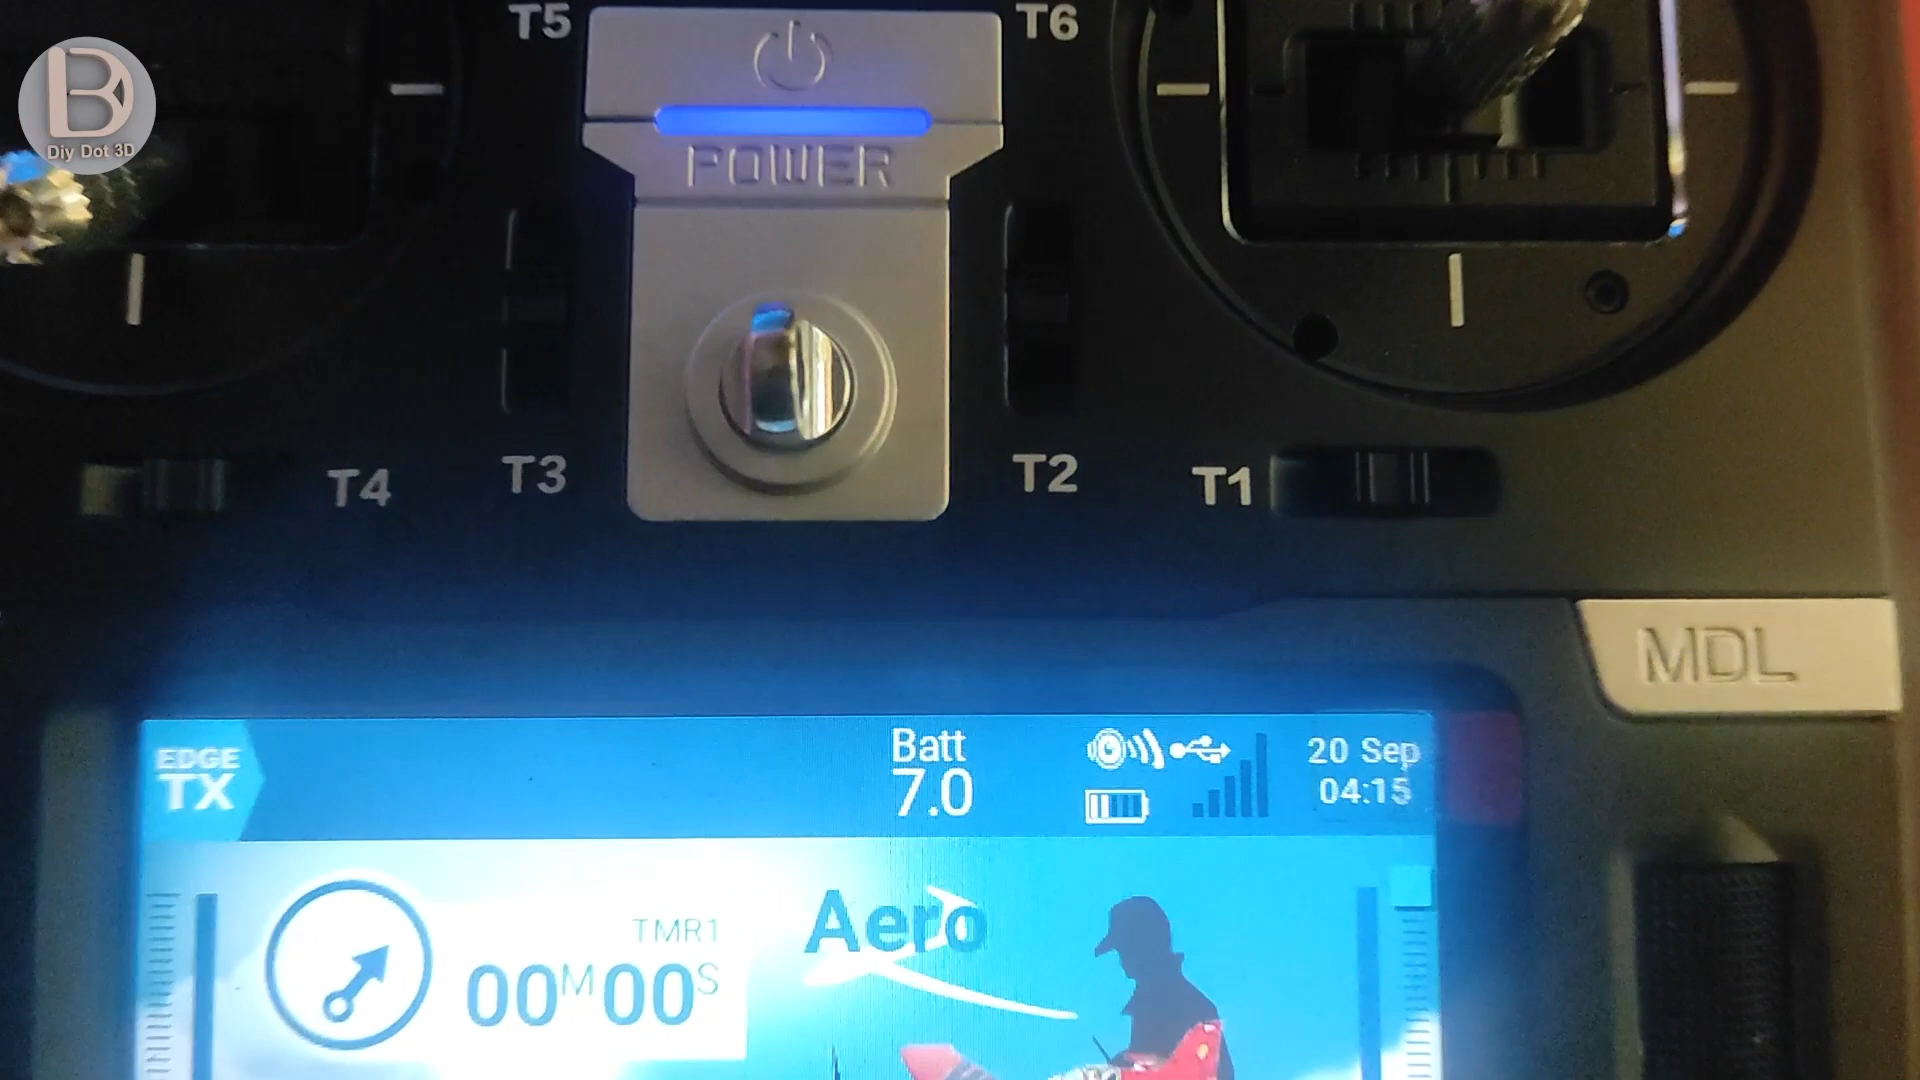 T5
T6
B
Diy Dot 3D
POWER
T4
T3
T2
T1
MDL
EDGE
TX
Batt
7.0
20 Sep
04:15
TMR1
00M00S
Aero